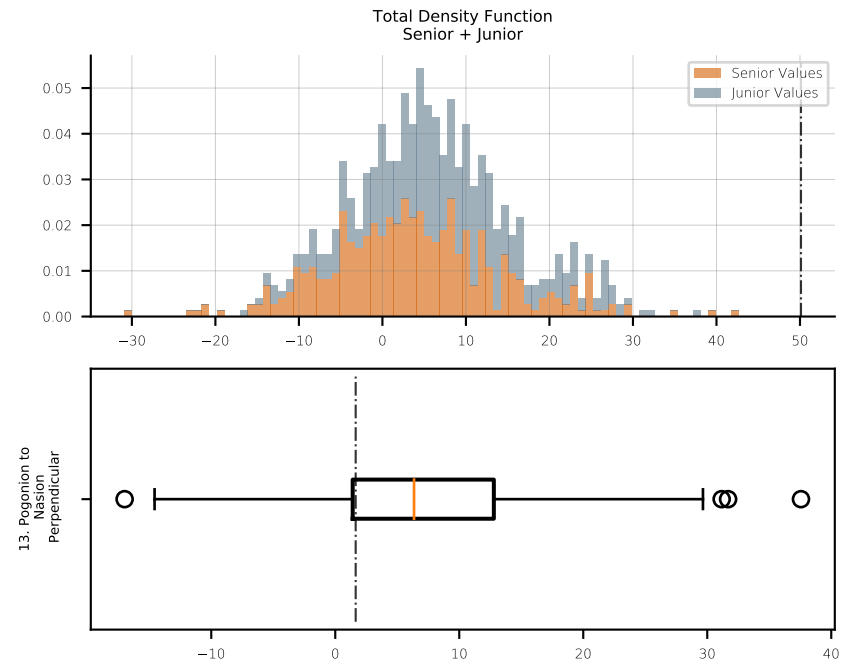 Total Density Function
Senior + Junior
Senior Values
Junior Values
0.05
0.04
0.03
0.02
0.01
0.00
−30 −20 −10 0 10 20 30 40 50
13. Pogonion to
Nasion
Perpendicular
−10 0 10 20 30 40